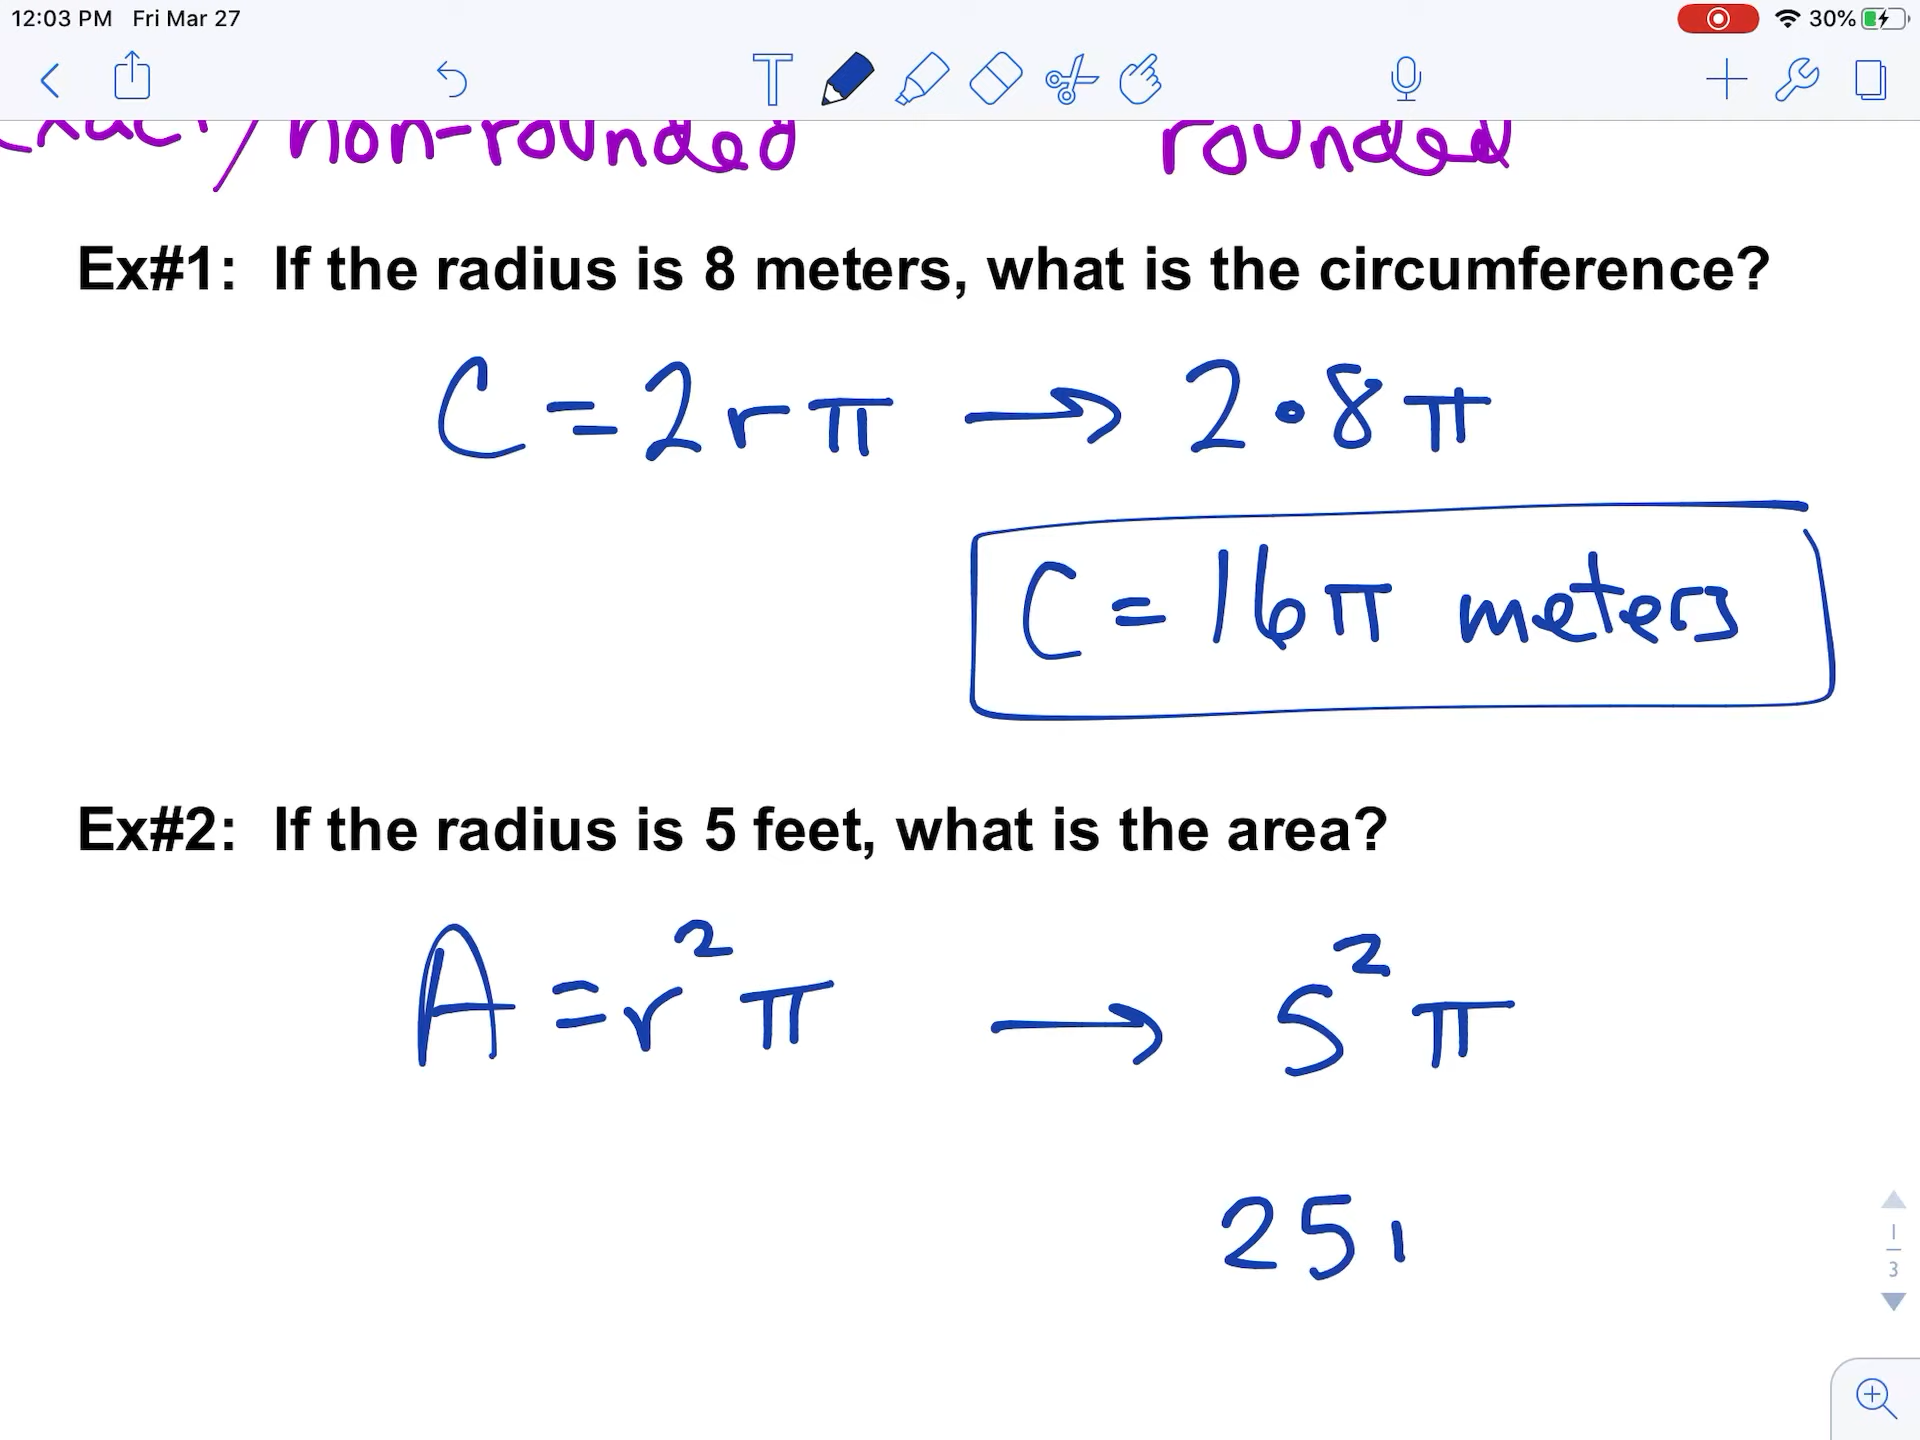 12:03 PM Fri Mar 27 30%
T
non-rounded rounded
Ex#1: If the radius is 8 meters, what is the circumference?
C = 2rπ → 2•8π
C = 16π meters
Ex#2: If the radius is 5 feet, what is the area?
A = r²π → 5²π
25
1
3